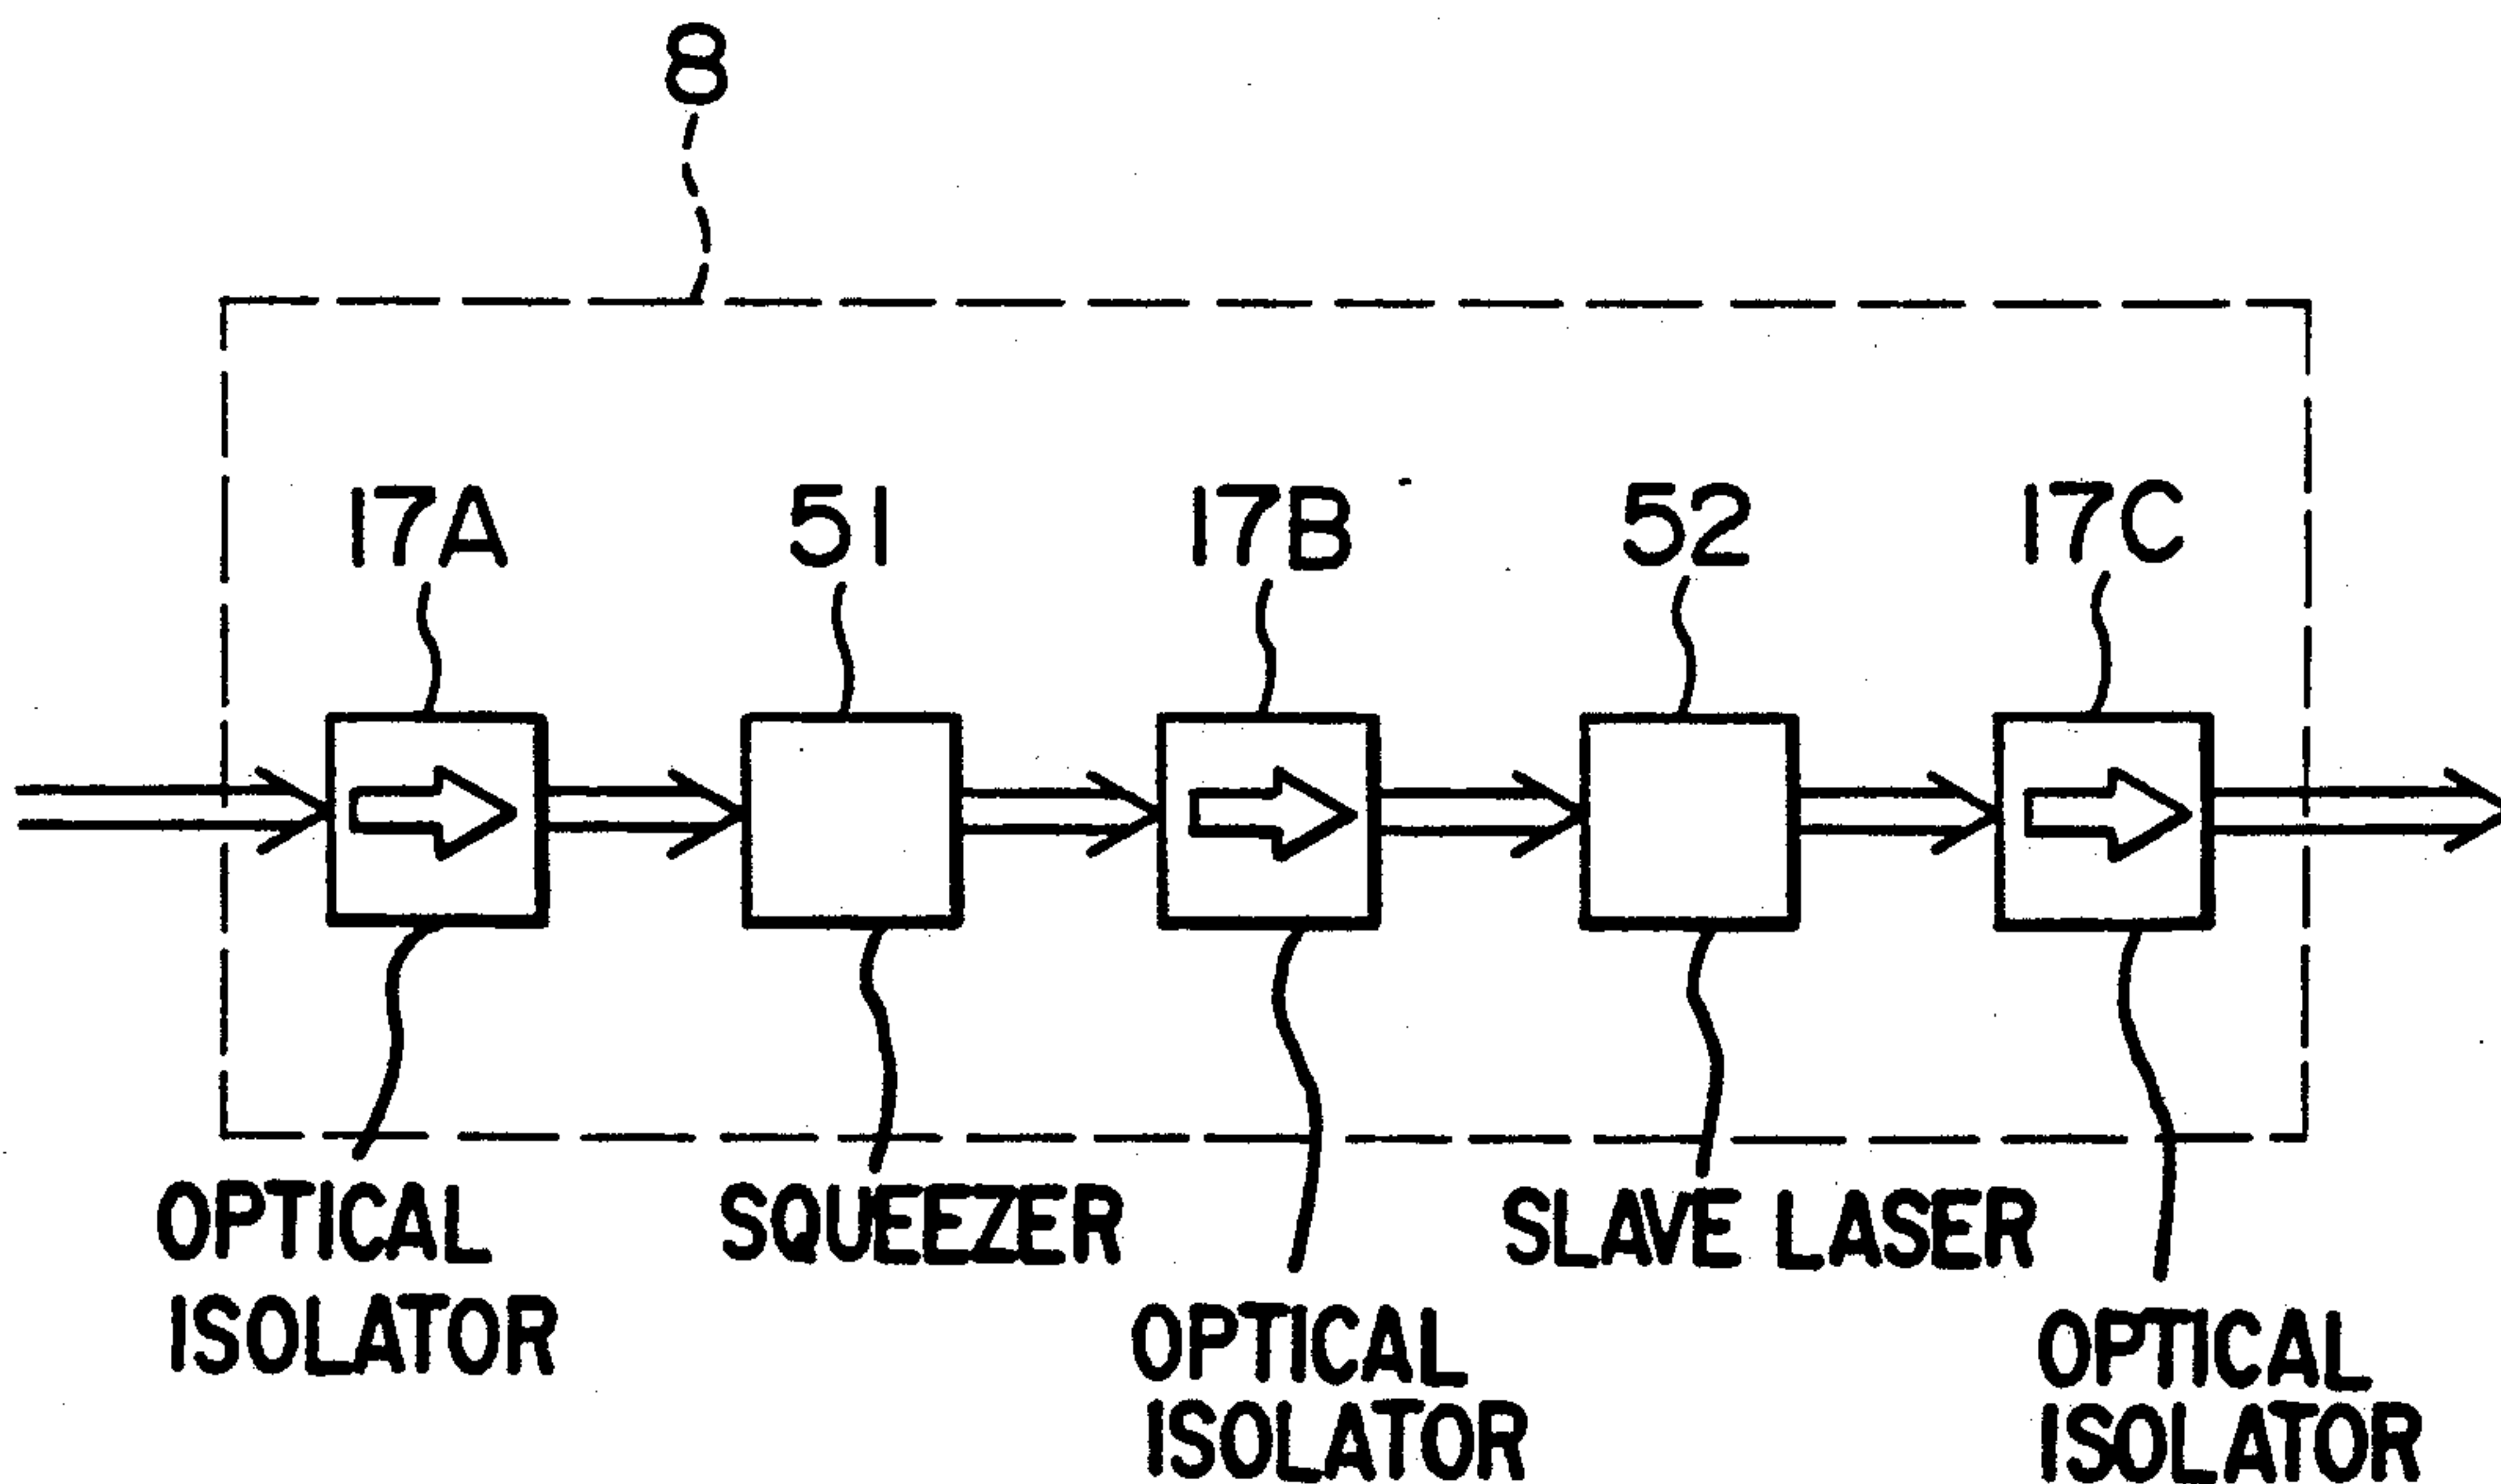 8
17A 51 17B 52 17C
OPTICAL
ISOLATOR
SQUEEZER
OPTICAL
ISOLATOR
SLAVE LASER
OPTICAL
ISOLATOR